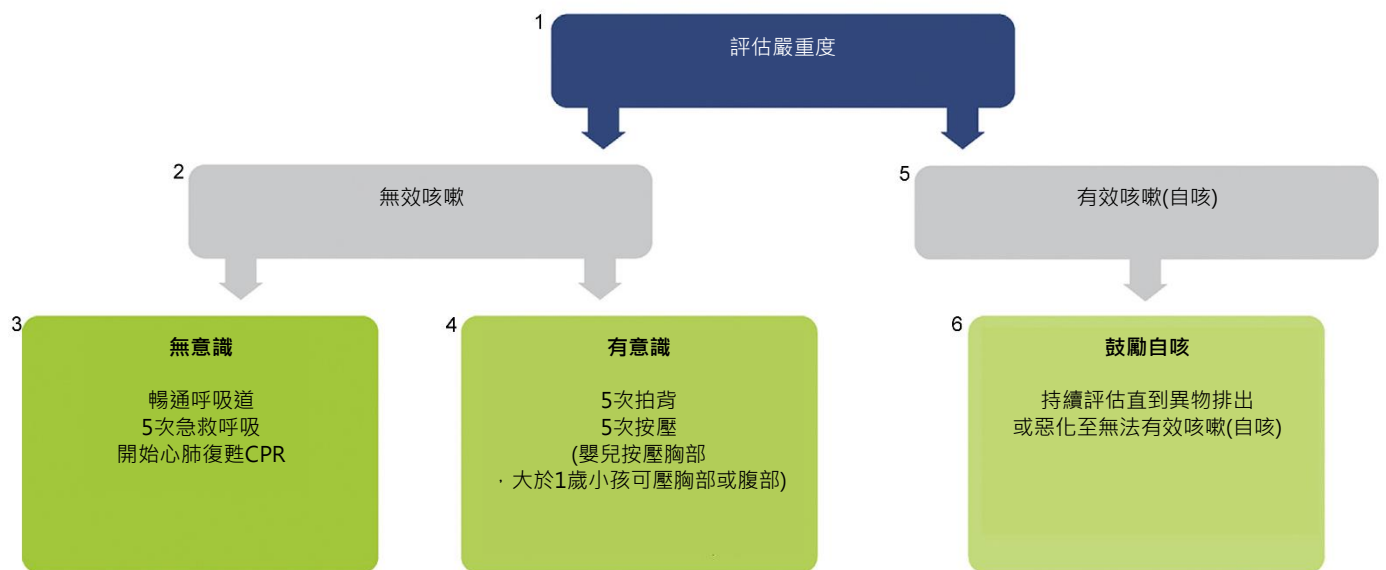 1
評估嚴重度
2
無效咳嗽
3
無意識
暢通呼吸道
5次急救呼吸
開始心肺復甦CPR
4
有意識
5次拍背
5次按壓
(嬰兒按壓胸部
，大於1歲小孩可壓胸部或腹部)
5
有效咳嗽(自咳)
6
鼓勵自咳
持續評估直到異物排出
或惡化至無法有效咳嗽(自咳)